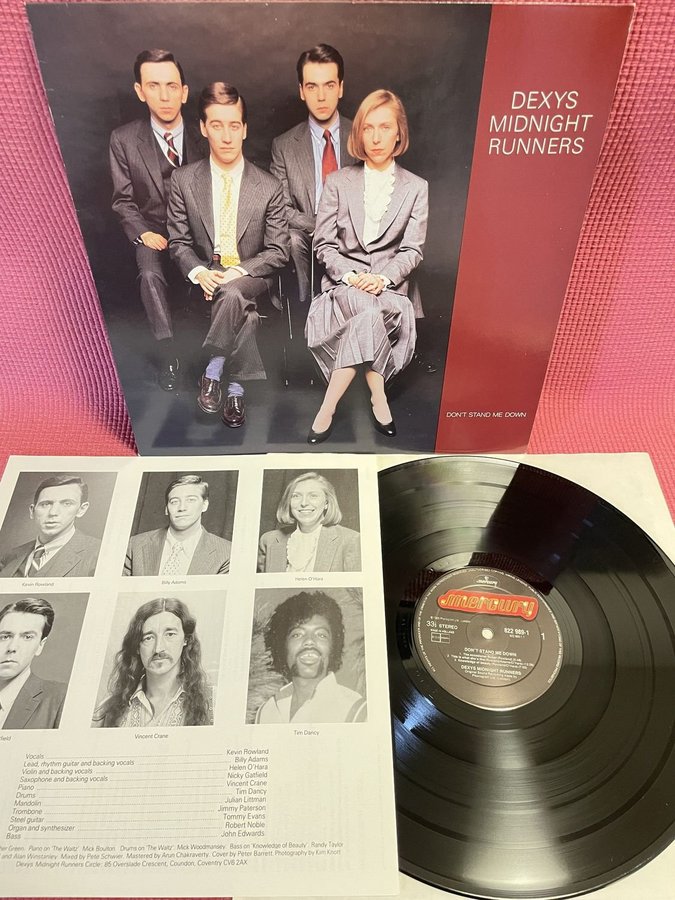 DEXYS
MIDNIGHT
RUNNERS
DON'T STAND ME DOWN
Kevin Rowland
Billy Adams
Helen O'Hara
field
Vincent Crane
Tim Dancy
Vocals Kevin Rowland
Lead, rhythm guitar and backing vocals Billy Adams
Violin and backing vocals Helen O'Hara
Saxophone and backing vocals Nicky Gatfield
Piano Vincent Crane
Drums Tim Dancy
Mandolin Julian Littman
Trombone Jimmy Paterson
Steel guitar Tommy Evans
Organ and synthesizer Robert Noble
Bass John Edwards
her Green. Piano on 'The Waltz' Mick Boulton. Drums on 'The Waltz' Mick Woodmansey. Bass on 'Knowledge of Beauty' Randy Taylor
and Alan Winstanley. Mixed by Pete Schwier. Mastered by Arun Chakraverty. Cover by Peter Barrett. Photography by Kim Knott
Dexys Midnight Runners Circle: 85 Overslade Crescent, Coundon, Coventry CV6 2AX
mercury
33⅓ STEREO
822 989-1
1
DON'T STAND ME DOWN
DEXYS MIDNIGHT RUNNERS